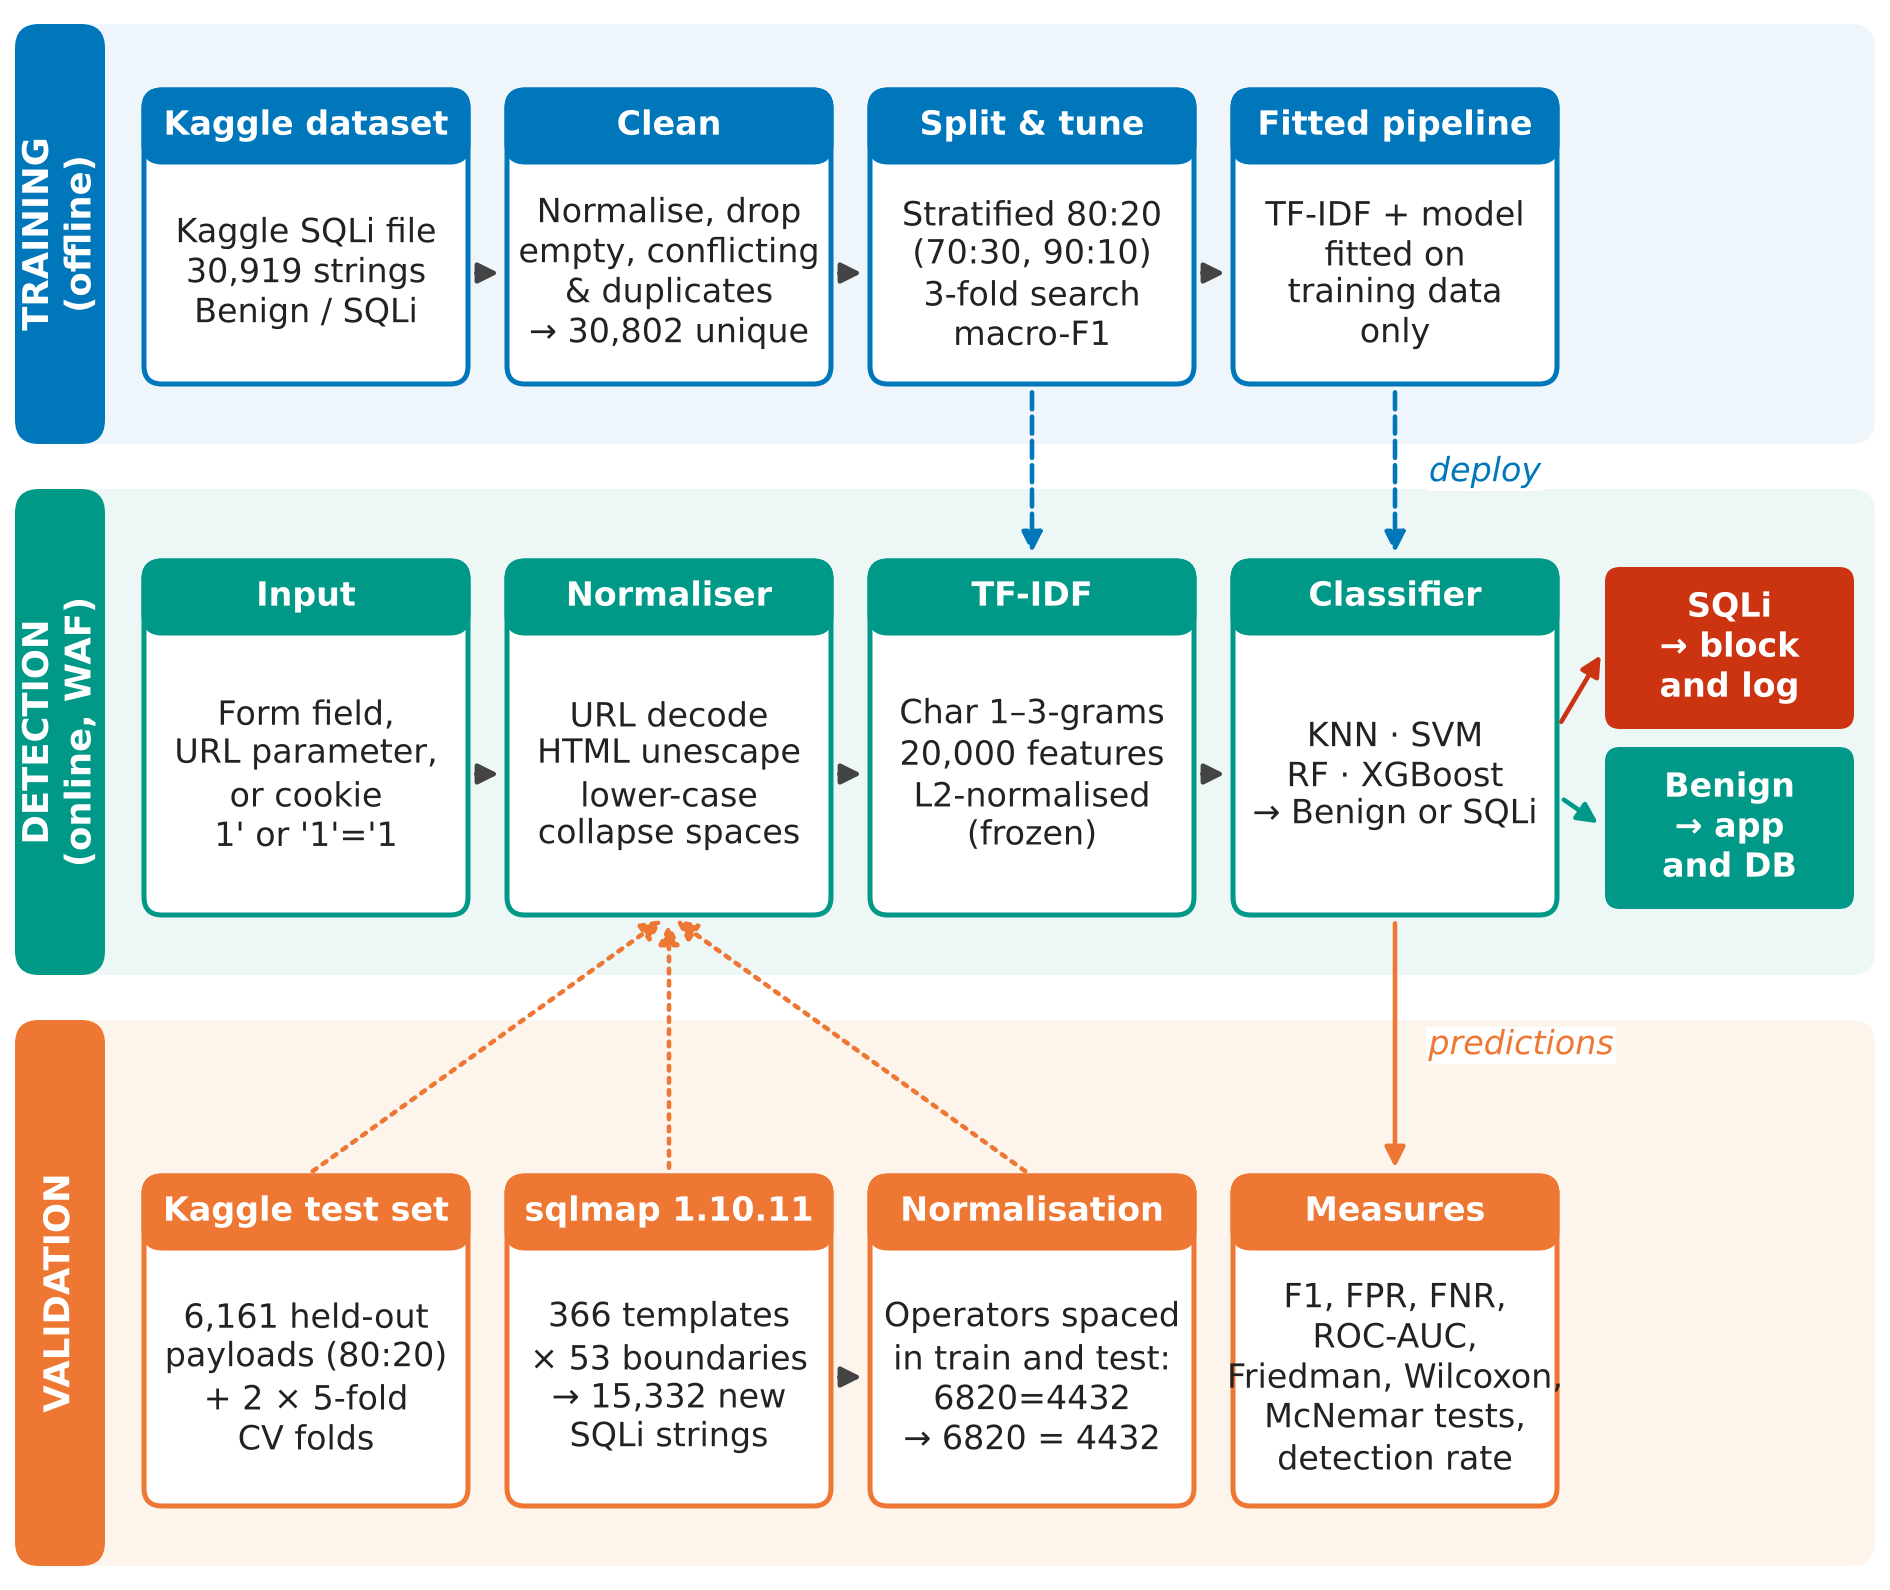 TRAINING
(offline)
Kaggle dataset
Kaggle SQLi file
30,919 strings
Benign / SQLi
Clean
Normalise, drop
empty, conflicting
& duplicates
→ 30,802 unique
Split & tune
Stratified 80:20
(70:30, 90:10)
3-fold search
macro-F1
Fitted pipeline
TF-IDF + model
fitted on
training data
only
deploy
DETECTION
(online, WAF)
Input
Form field,
URL parameter,
or cookie
1' or '1'='1
Normaliser
URL decode
HTML unescape
lower-case
collapse spaces
TF-IDF
Char 1–3-grams
20,000 features
L2-normalised
(frozen)
Classifier
KNN · SVM
RF · XGBoost
→ Benign or SQLi
SQLi
→ block
and log
Benign
→ app
and DB
predictions
VALIDATION
Kaggle test set
6,161 held-out
payloads (80:20)
+ 2 × 5-fold
CV folds
sqlmap 1.10.11
366 templates
× 53 boundaries
→ 15,332 new
SQLi strings
Normalisation
Operators spaced
in train and test:
6820=4432
→ 6820 = 4432
Measures
F1, FPR, FNR,
ROC-AUC,
Friedman, Wilcoxon,
McNemar tests,
detection rate